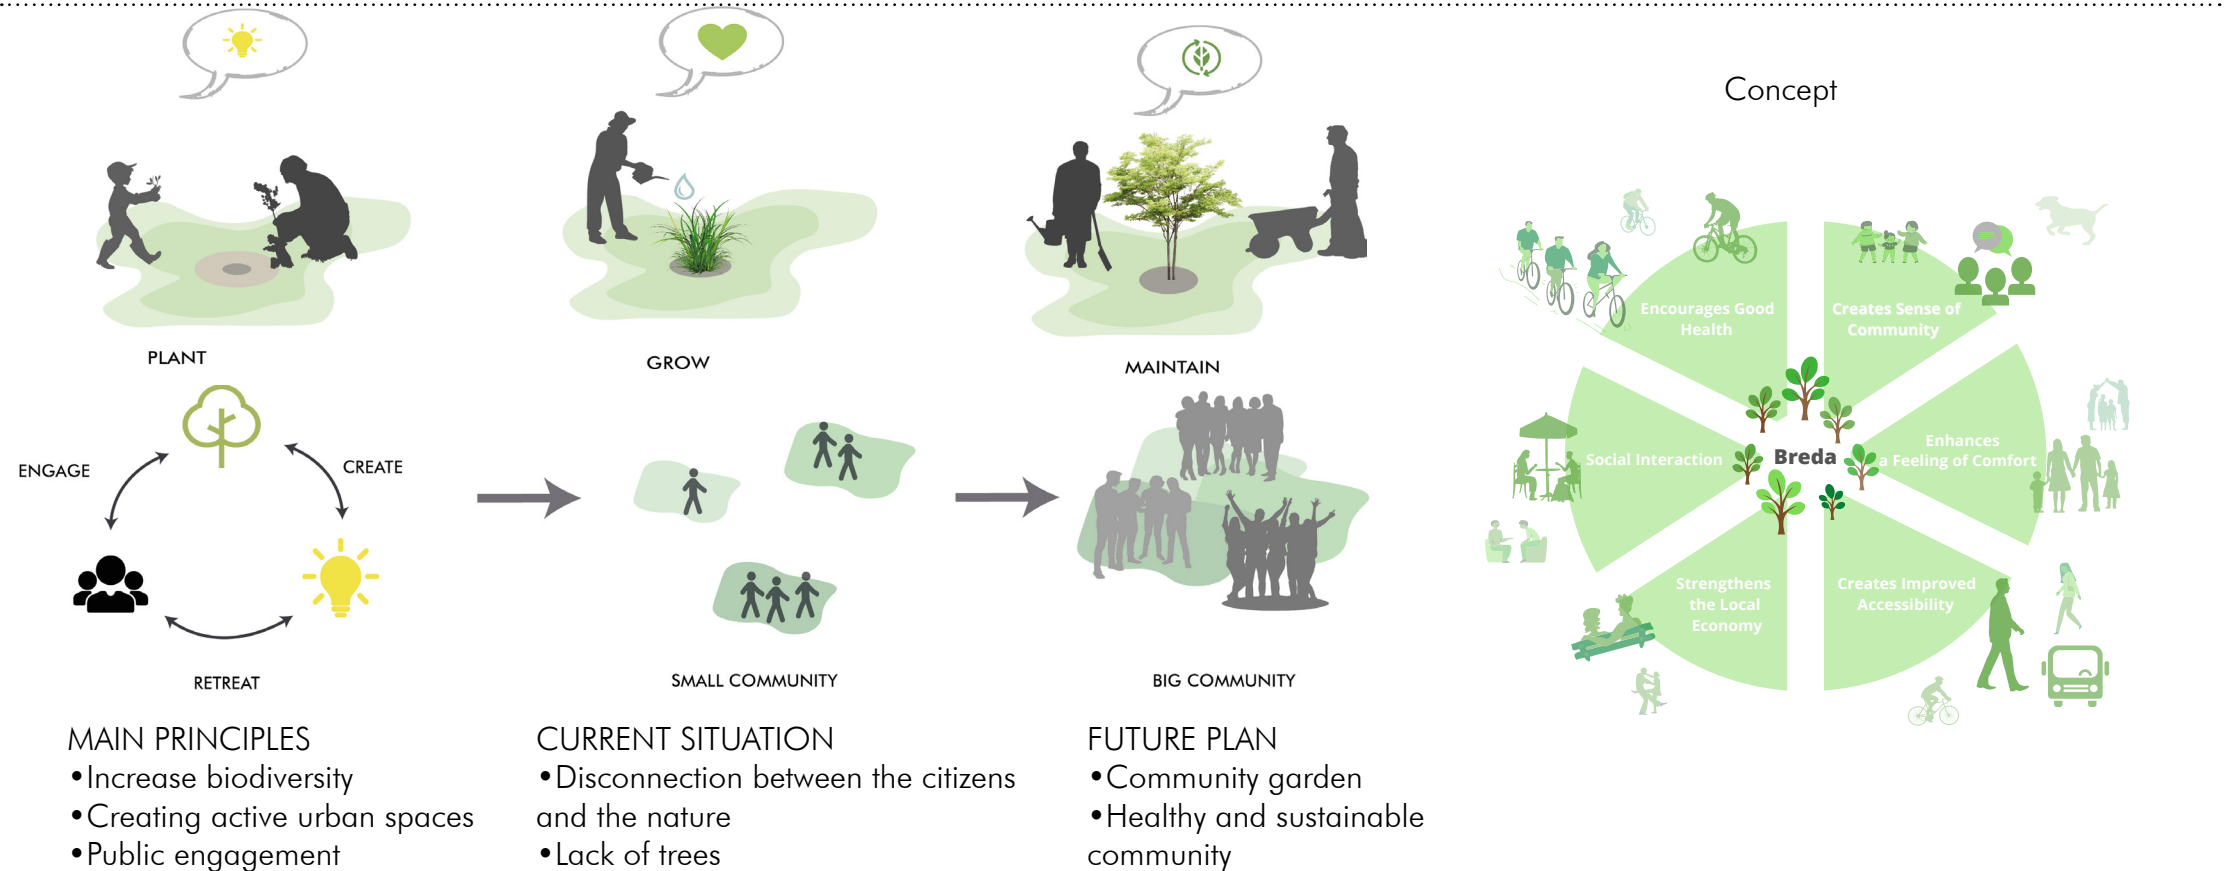 Concept
PLANT
GROW
MAINTAIN
ENGAGE
CREATE
RETREAT
SMALL COMMUNITY
BIG COMMUNITY
MAIN PRINCIPLES
•Increase biodiversity
•Creating active urban spaces
•Public engagement
CURRENT SITUATION
•Disconnection between the citizens
and the nature
•Lack of trees
FUTURE PLAN
•Community garden
•Healthy and sustainable
community
Encourages Good
Health
Creates Sense of
Community
Social Interaction
Breda
Enhances
a Feeling of Comfort
Strengthens
the Local
Economy
Creates Improved
Accessibility